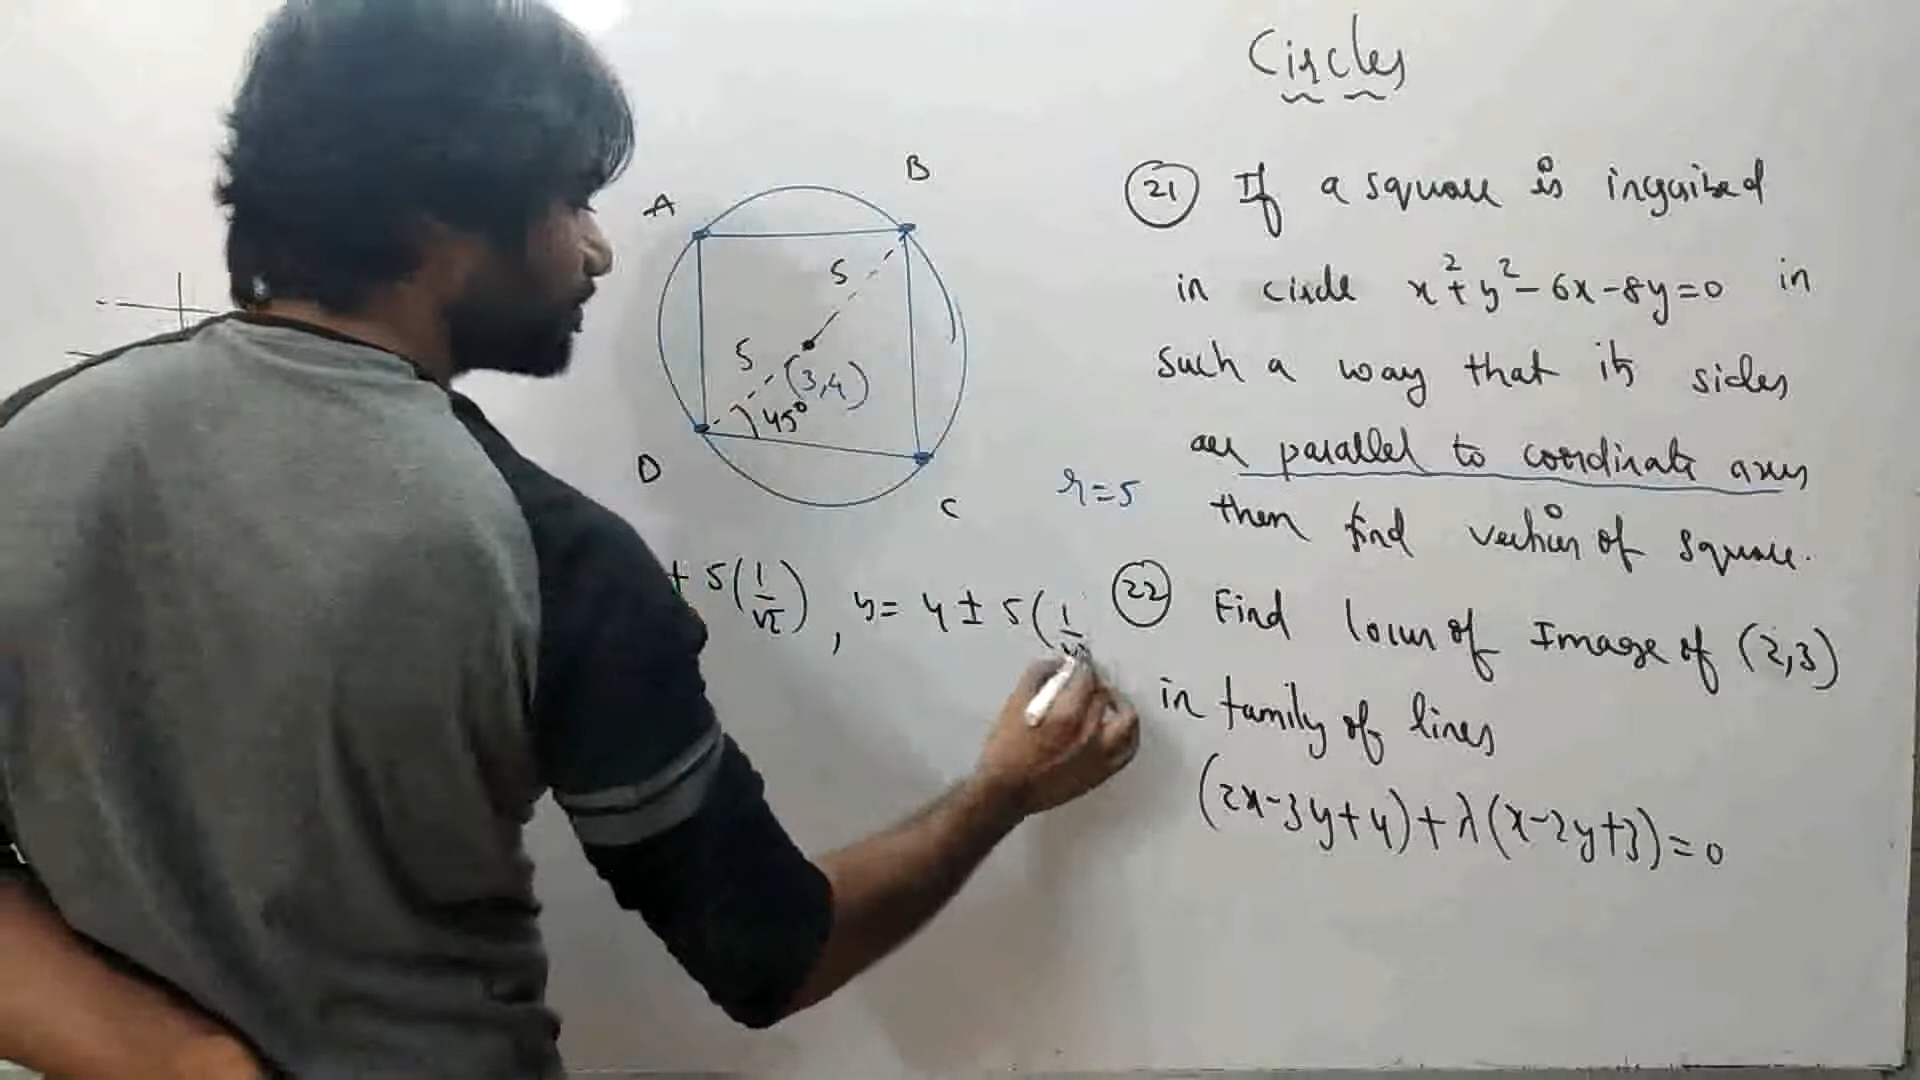 Circles
A
B
5
5
(3,4)
45°
D
C
r=5
+ 5(1/√2), y = 4 ± 5(1/
(21) If a square is
in circle x²+y²-6x-8y=0 in
such a way that its sides
are parallel to coordinate axes
then find vertices of square.
(22) Find locus of Image of (2,3)
in family of lines
(2x-3y+4)+λ(x-2y+3)=0